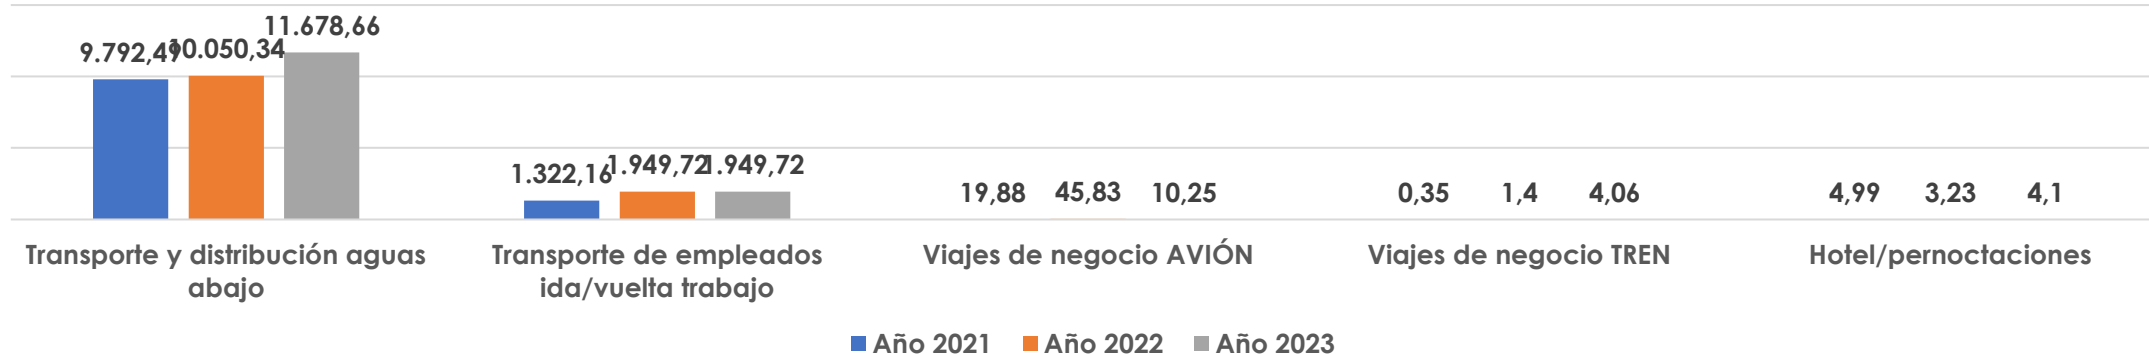 11.678,66
9.792,49 10.050,34
1.322,16 1.949,72 1.949,72
19,88 45,83 10,25 0,35 1,4 4,06 4,99 3,23 4,1
Transporte y distribución aguas abajo
Transporte de empleados ida/vuelta trabajo
Viajes de negocio AVIÓN
Viajes de negocio TREN
Hotel/pernoctaciones
Año 2021 Año 2022 Año 2023